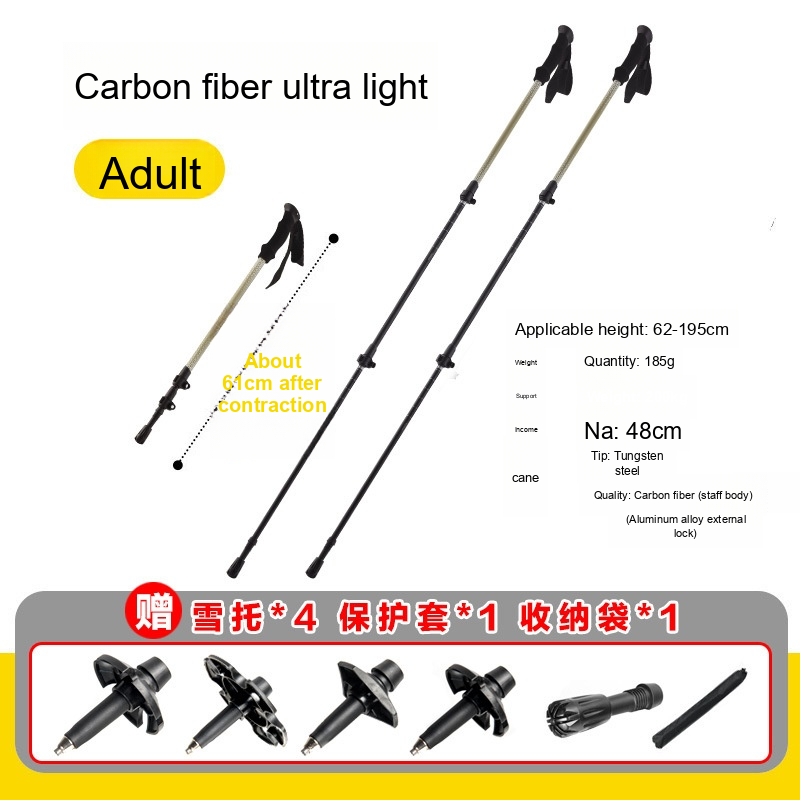 Carbon fiber ultra light
Adult
About
61cm after
contraction
Applicable height: 62-195cm
Weight
Quantity: 185g
Support
income
Na: 48cm
Tip: Tungsten
steel
cane
Quality: Carbon fiber (staff body)
(Aluminum alloy external
lock)
赠 雪托*4 保护套*1 收纳袋*1